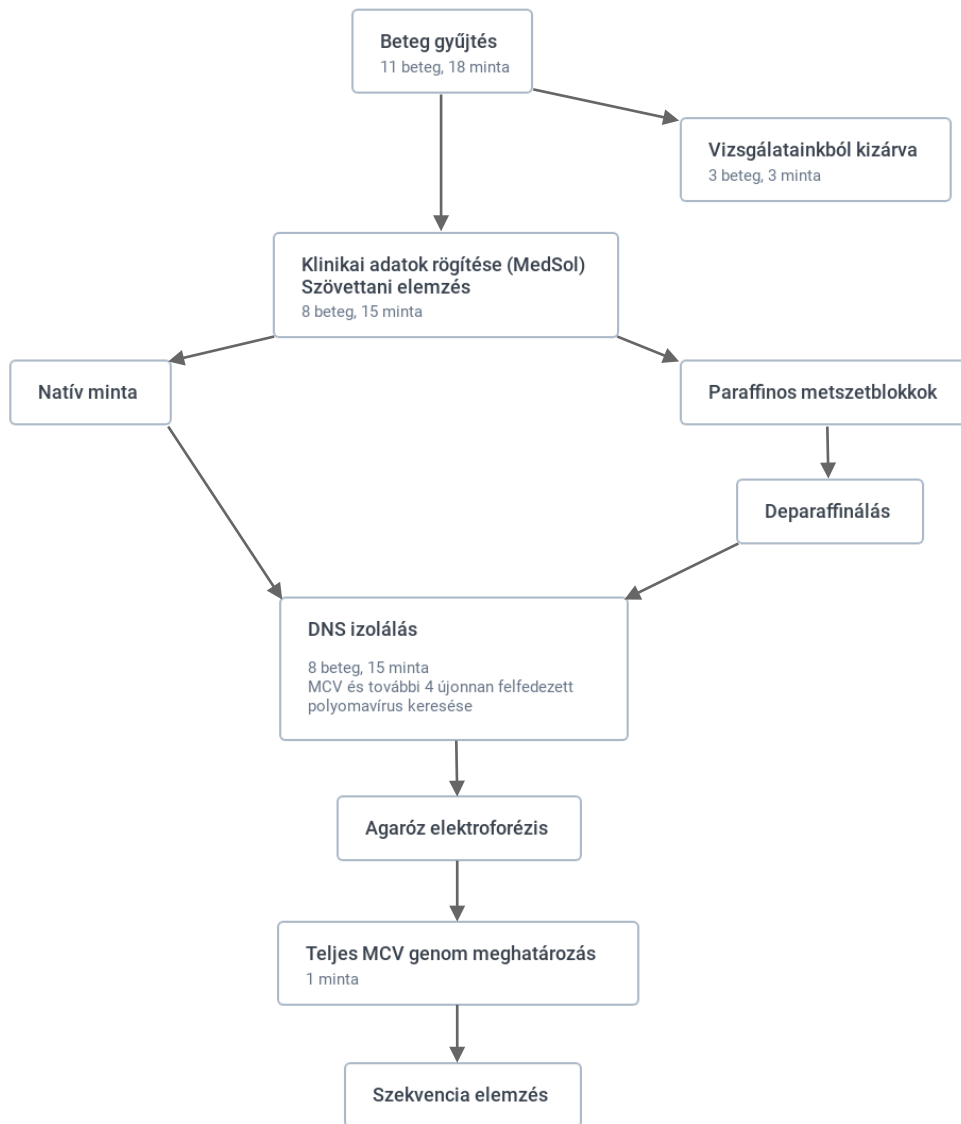 Beteg gyűjtés
11 beteg, 18 minta
Vizsgálatainkból kizárva
3 beteg, 3 minta
Klinikai adatok rögítése (MedSol)
Szövettani elemzés
8 beteg, 15 minta
Natív minta
Paraffinos metszetblokkok
Deparaffinálás
DNS izolálás
8 beteg, 15 minta
MCV és további 4 újonnan felfedezett
polyomavírus keresése
Agaróz elektroforézis
Teljes MCV genom meghatározás
1 minta
Szekvencia elemzés